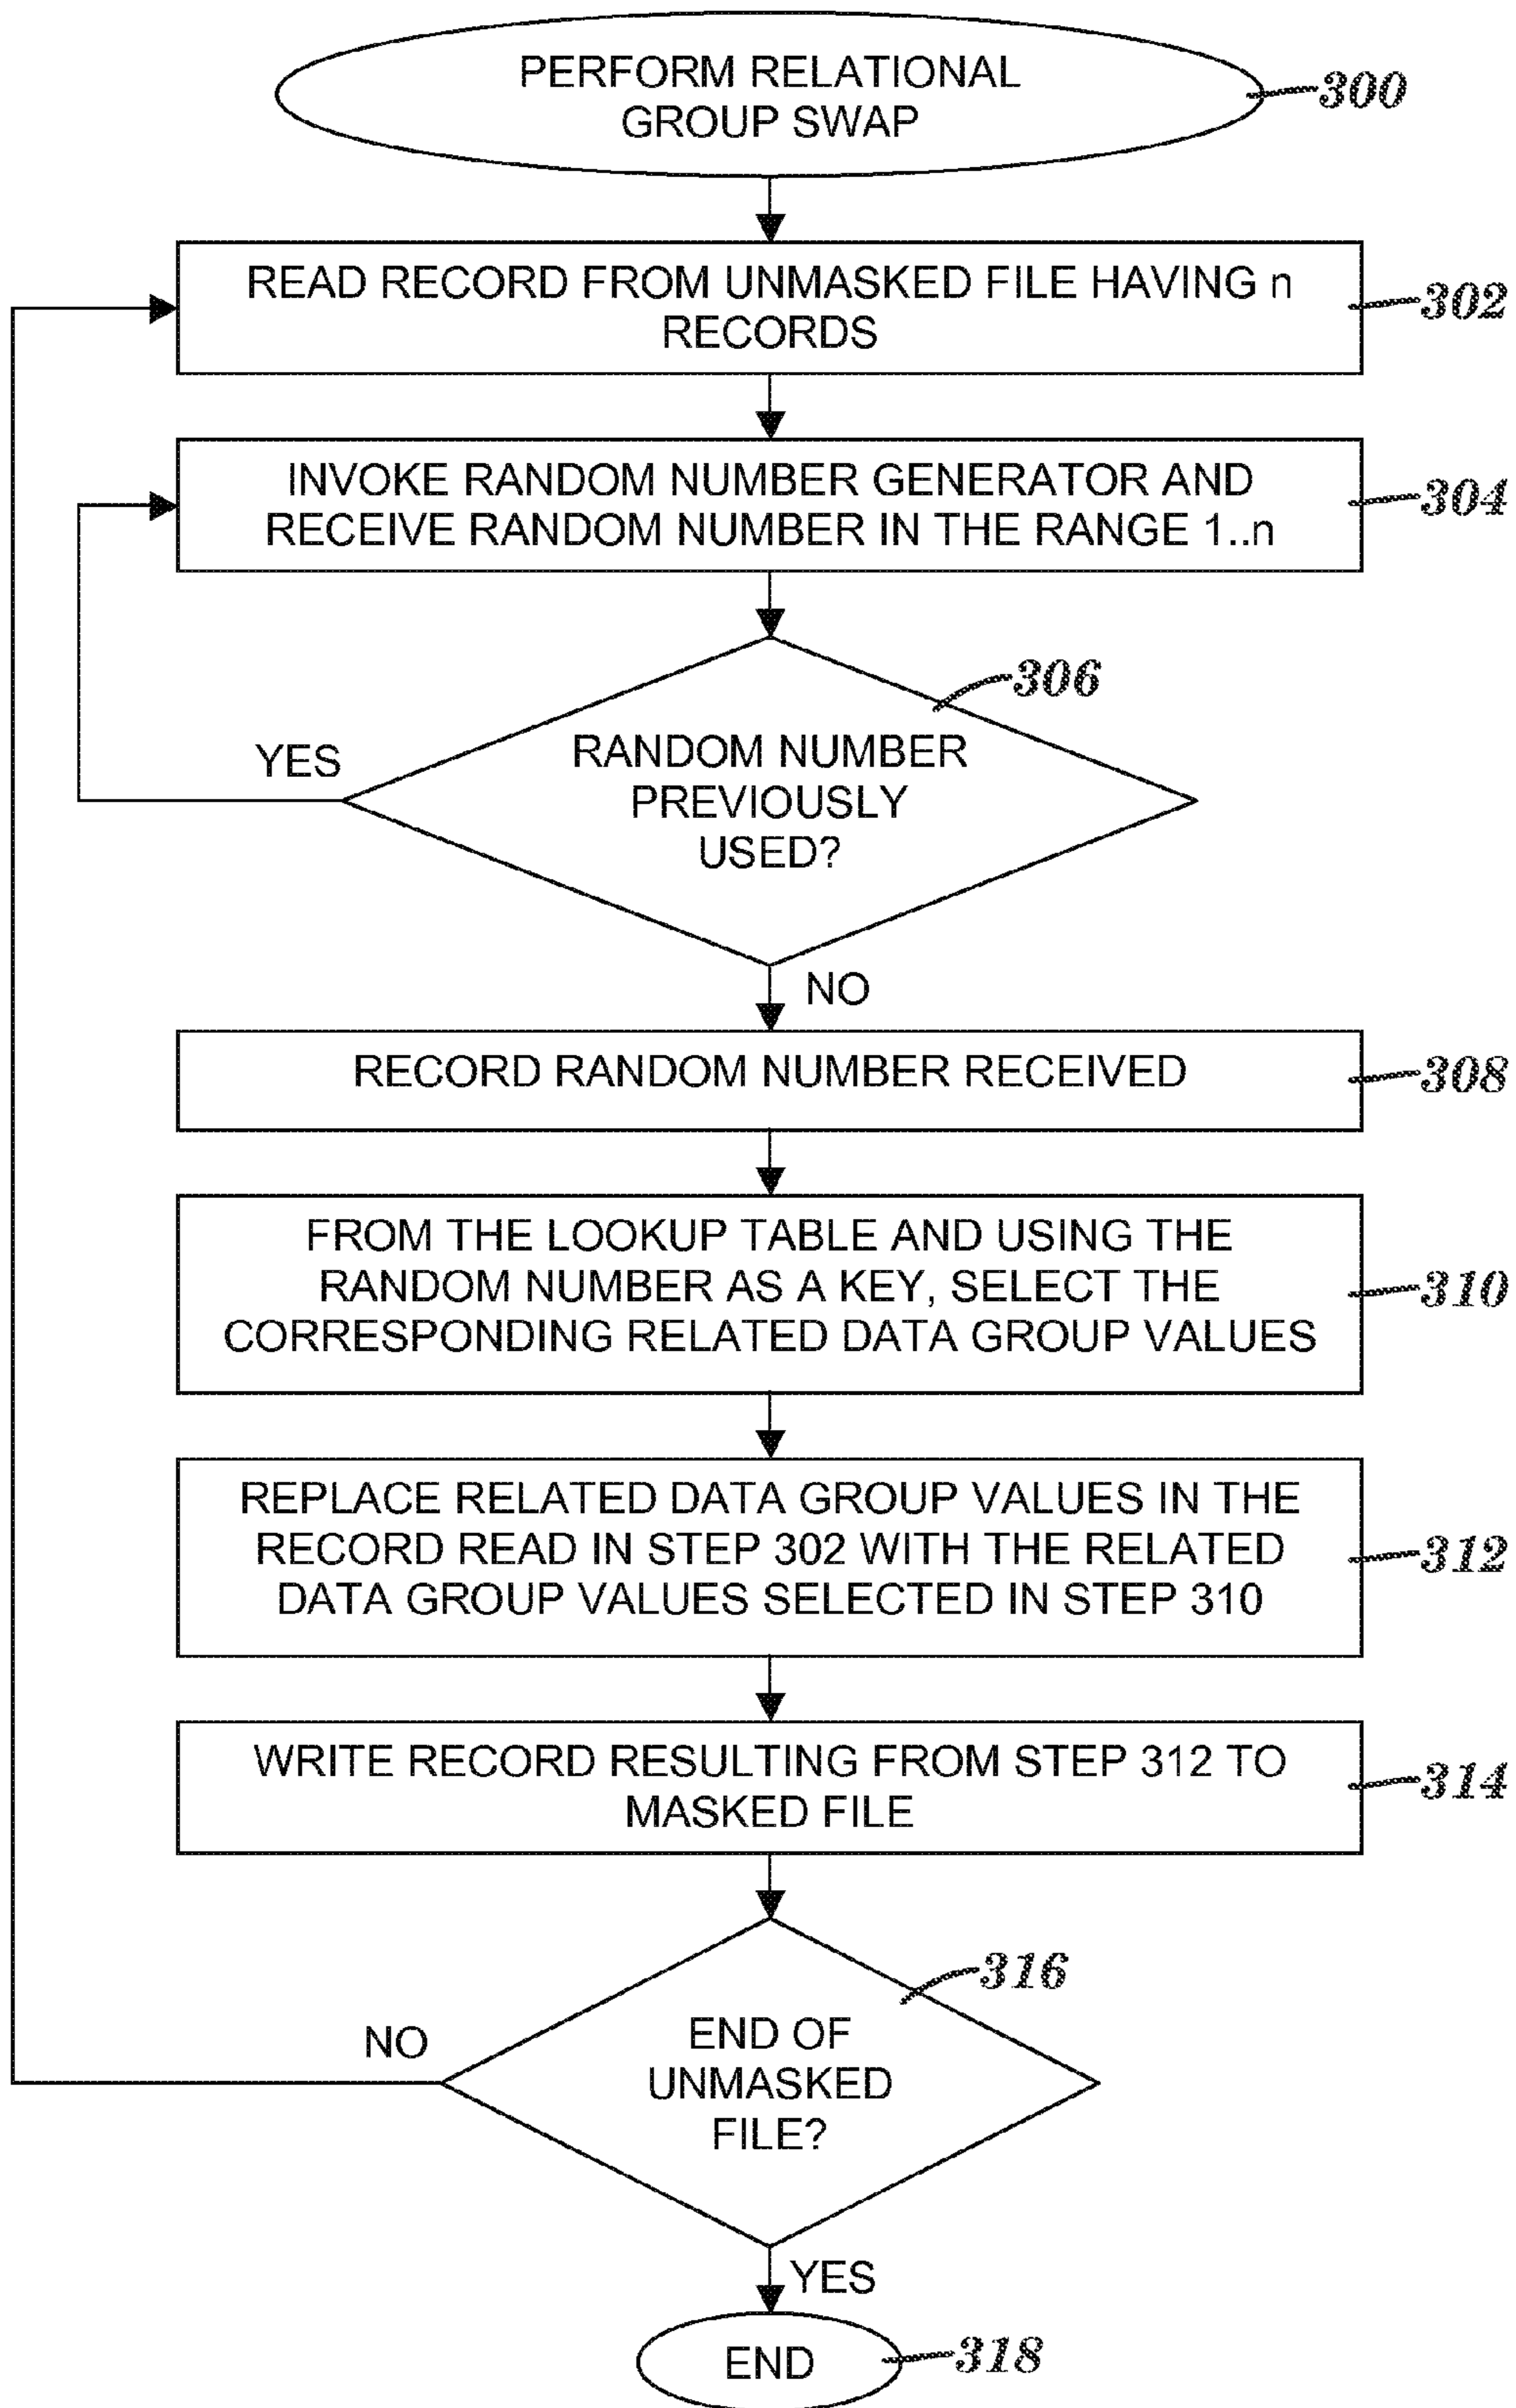 PERFORM RELATIONAL
GROUP SWAP
300
READ RECORD FROM UNMASKED FILE HAVING n
RECORDS
302
INVOKE RANDOM NUMBER GENERATOR AND
RECEIVE RANDOM NUMBER IN THE RANGE 1..n
304
306
RANDOM NUMBER
PREVIOUSLY
USED?
YES
NO
RECORD RANDOM NUMBER RECEIVED
308
FROM THE LOOKUP TABLE AND USING THE
RANDOM NUMBER AS A KEY, SELECT THE
CORRESPONDING RELATED DATA GROUP VALUES
310
REPLACE RELATED DATA GROUP VALUES IN THE
RECORD READ IN STEP 302 WITH THE RELATED
DATA GROUP VALUES SELECTED IN STEP 310
312
WRITE RECORD RESULTING FROM STEP 312 TO
MASKED FILE
314
316
NO
END OF
UNMASKED
FILE?
YES
END
318